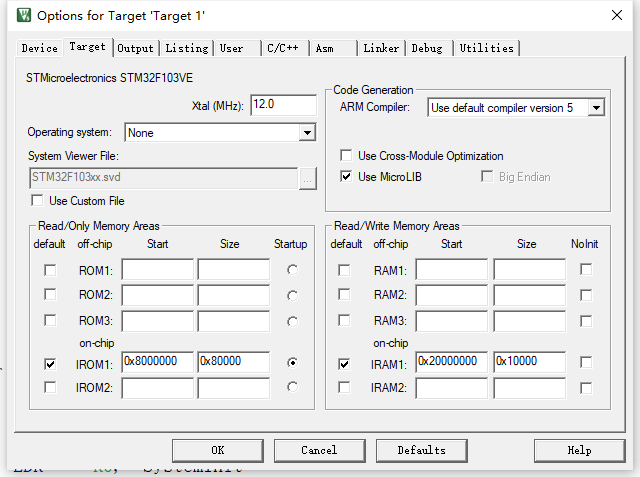 Options for Target 'Target 1'
Device Target Output Listing User C/C++ Asm Linker Debug Utilities
STMicroelectronics STM32F103VE
Xtal (MHz): 12.0
Operating system: None
System Viewer File:
STM32F103xx.svd ...
Use Custom File
Code Generation
ARM Compiler: Use default compiler version 5
Use Cross-Module Optimization
Use MicroLIB Big Endian
Read/Only Memory Areas
default off-chip Start Size Startup
ROM1:
ROM2:
ROM3:
on-chip
IROM1: 0x8000000 0x80000
IROM2:
Read/Write Memory Areas
default off-chip Start Size NoInit
RAM1:
RAM2:
RAM3:
on-chip
IRAM1: 0x20000000 0x10000
IRAM2:
OK Cancel Defaults Help